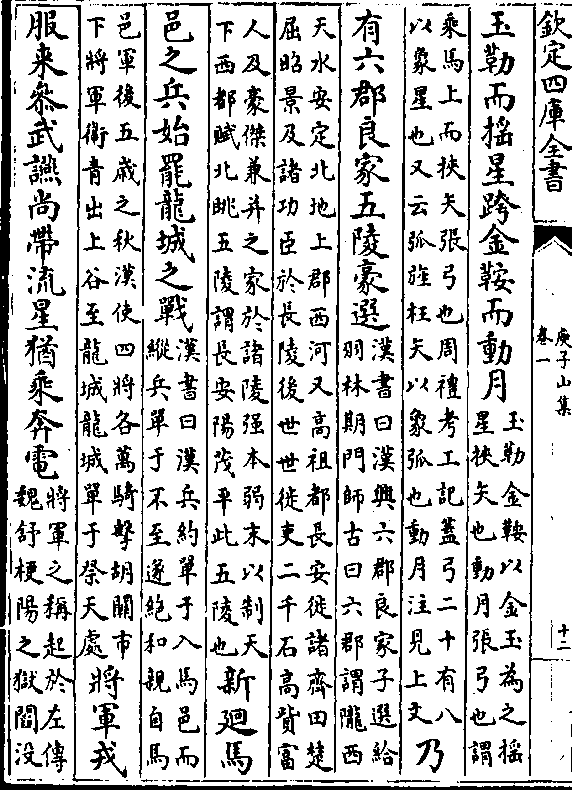 欽定四庫全書
庾子山集
卷一
十二
玉勒而揺星跨金鞍而動月
玉勒金鞍以金玉為之揺
星挟矢也動月張弓也謂
乘馬上而挟矢張弓也周禮考工記蓋弓二十有八
以象星也又云弧旌枉矢以象弧也動月注見上文
乃
有六郡良家五陵豪選
漢書曰漢興六郡良家子選給
羽林期門師古曰六郡謂隴西
天水安定北地上郡西河又高祖都長安徙諸齊田楚
屈昭景及諸功臣於長陵後世世徙吏二千石高貲富
人及豪傑兼并之家於諸陵强本弱末以制天
下西都賦北眺五陵謂長安陽茂平此五陵也
新廻馬
邑之兵始罷龍城之戰
漢書曰漢兵約單于入馬邑而
縱兵單于不至遂絶和親自馬
邑軍後五歳之秋漢使四將各萬騎擊胡關市
下將軍衛青出上谷至龍城龍城單于祭天處
將軍戎
服来叅武讌尚帶流星猶乘奔電
將軍之稱起於左傳
魏舒梗陽之獄閻没